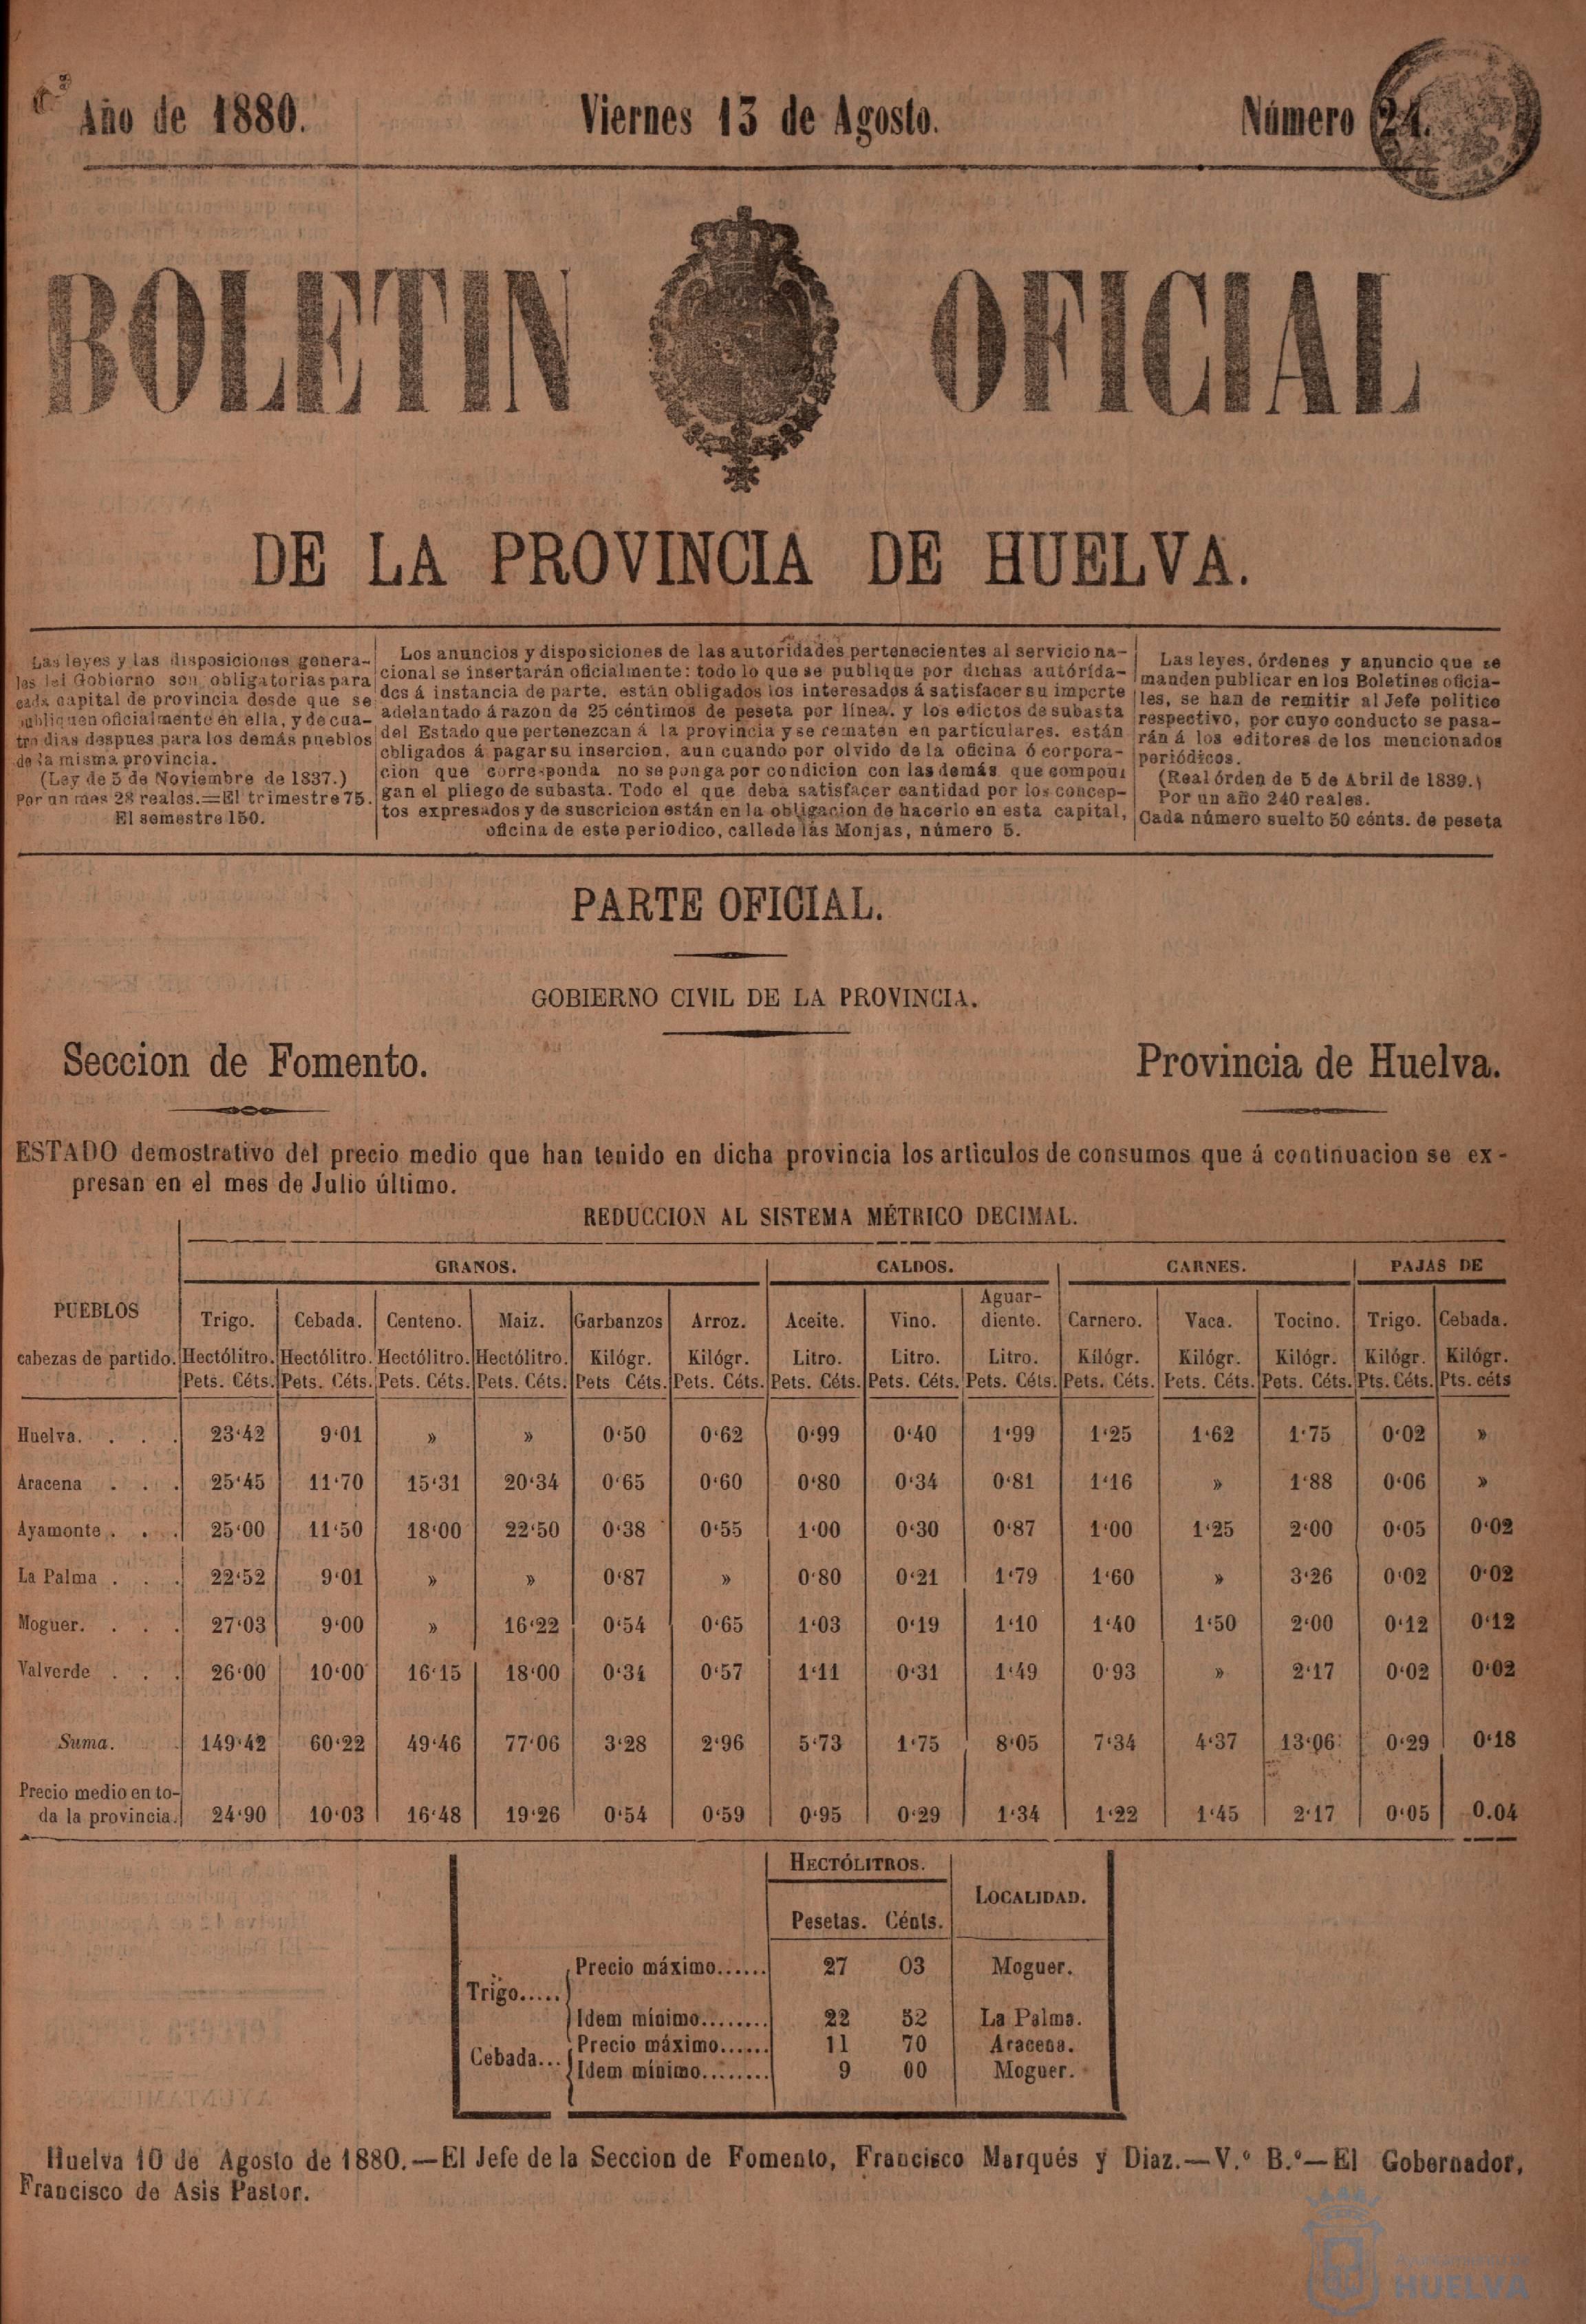 Año de 1880.
Viernes 13 de Agosto.
Número 24.
BOLETIN OFICIAL
DE LA PROVINCIA DE HUELVA.
Las leyes y las disposiciones genera-
les del Gobierno son obligatorias para
cada capital de provincia desde que se
publiquen oficialmente en ella, y de cua-
tro dias despues para los demás pueblos
de la misma provincia.
(Ley de 5 de Noviembre de 1837.)
Por un mes 28 reales.=El trimestre 75.
El semestre 150.
Los anuncios y disposiciones de las autoridades pertenecientes al servicio na-
cional se insertarán oficialmente: todo lo que se publique por dichas autórida-
des á instancia de parte, están obligados los interesados á satisfacer su importe
adelantado á razon de 25 céntimos de peseta por línea, y los edictos de subasta
del Estado que pertenezcan á la provincia y se rematen en particulares, están
obligados á pagar su insercion, aun cuando por olvido de la oficina ó corpora-
cion que corresponda no se ponga por condicion con las demás que compon
gan el pliego de subasta. Todo el que deba satisfacer cantidad por los concep-
tos expresados y de suscricion están en la obligacion de hacerlo en esta capital,
oficina de este periodico, calle de las Monjas, número 5.
Las leyes, órdenes y anuncio que se
manden publicar en los Boletines oficia-
les, se han de remitir al Jefe politico
respectivo, por cuyo conducto se pasa-
rán á los editores de los mencionados
periódicos.
(Real órden de 5 de Abril de 1839.)
Por un año 240 reales.
Cada número suelto 50 cénts. de peseta
PARTE OFICIAL.
GOBIERNO CIVIL DE LA PROVINCIA.
Seccion de Fomento.
Provincia de Huelva.
ESTADO demostrativo del precio medio que han tenido en dicha provincia los articulos de consumos que á continuacion se ex-
presan en el mes de Julio último.
REDUCCION AL SISTEMA MÉTRICO DECIMAL.
GRANOS. CALDOS. CARNES. PAJAS DE
PUEBLOS Trigo. Cebada. Centeno. Maiz. Garbanzos Arroz. Aceite. Vino. Aguar-diente. Carnero. Vaca. Tocino. Trigo. Cebada.
cabezas de partido. Hectólitro. Hectólitro. Hectólitro. Hectólitro. Kilógr. Kilógr. Litro. Litro. Litro. Kilógr. Kilógr. Kilógr. Kilógr. Kilógr.
Pets. Céts. Pets. Céts. Pets. Céts. Pets. Céts. Pets Céts. Pets. Céts. Pets. Céts. Pets. Céts. Pets. Céts. Pets. Céts. Pets. Céts. Pets. Céts. Pts. Céts. Pts. céts
Huelva. . . . 23‘42 9‘01 » » 0‘50 0‘62 0‘99 0‘40 1‘99 1‘25 1‘62 1‘75 0‘02 »
Aracena . . . 25‘45 11‘70 15‘31 20‘34 0‘65 0‘60 0‘80 0‘34 0‘81 1‘16 » 1‘88 0‘06 »
Ayamonte . . . 25‘00 11‘50 18‘00 22‘50 0‘38 0‘55 1‘00 0‘30 0‘87 1‘00 1‘25 2‘00 0‘05 0‘02
La Palma . . . 22‘52 9‘01 » » 0‘87 » 0‘80 0‘21 1‘79 1‘60 » 3‘26 0‘02 0‘02
Moguer. . . . 27‘03 9‘00 » 16‘22 0‘54 0‘65 1‘03 0‘19 1‘10 1‘40 1‘50 2‘00 0‘12 0‘12
Valverde . . . 26‘00 10‘00 16‘15 18‘00 0‘34 0‘57 1‘11 0‘31 1‘49 0‘93 » 2‘17 0‘02 0‘02
Suma. 149‘42 60‘22 49‘46 77‘06 3‘28 2‘96 5‘73 1‘75 8‘05 7‘34 4‘37 13‘06 0‘29 0‘18
Precio medio en to-
da la provincia. 24‘90 10‘03 16‘48 19‘26 0‘54 0‘59 0‘95 0‘29 1‘34 1‘22 1‘45 2‘17 0‘05 0.04
HECTÓLITROS.
LOCALIDAD.
Pesetas. Cénts.
Trigo..... Precio máximo...... 27 03 Moguer.
Idem mínimo........ 22 52 La Palma.
Cebada... Precio máximo...... 11 70 Aracena.
Idem mínimo........ 9 00 Moguer.
Huelva 10 de Agosto de 1880.—El Jefe de la Seccion de Fomento, Francisco Marqués y Diaz.—V.º B.º—El Gobernador,
Francisco de Asis Pastor.
HUELVA